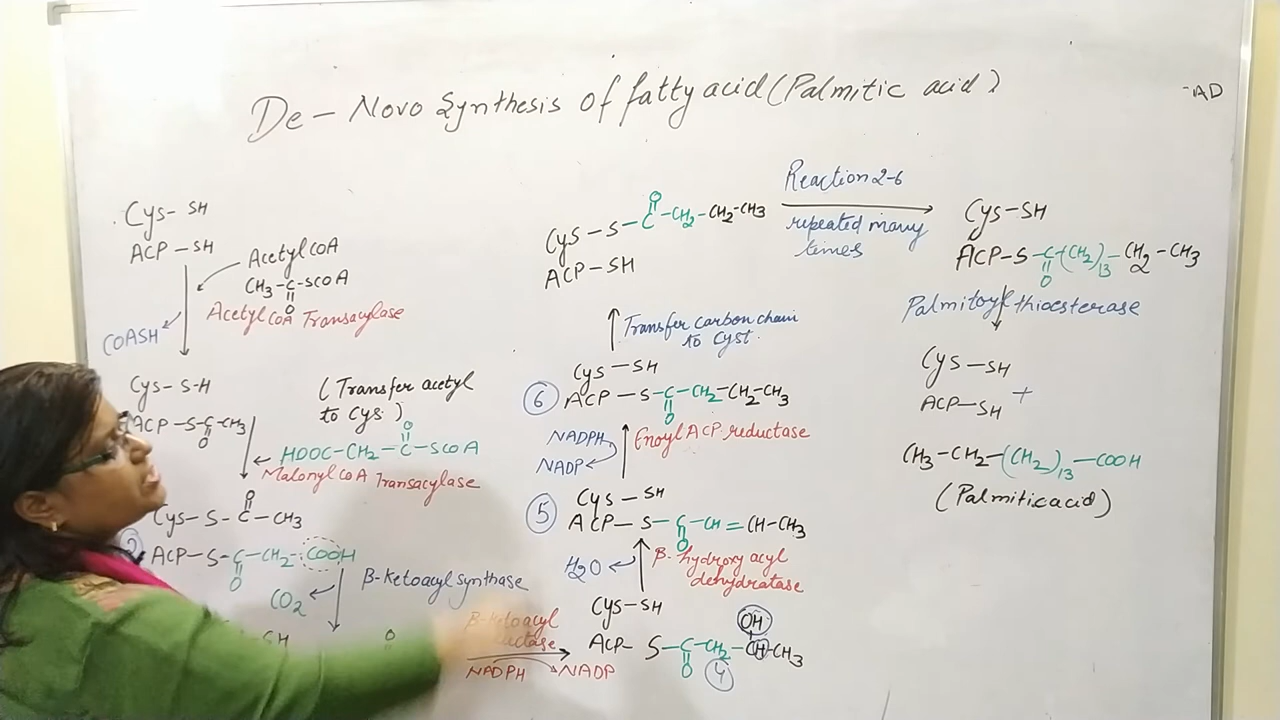 De-Novo Synthesis of fatty acid (Palmitic acid)
-AD
Cys-SH
ACP-SH
Acetyl CoA
CH3-C-SCOA
O
Acetyl CoA Transacylase
COASH
Cys-S-H
ACP-S-C-CH3
O
(Transfer acetyl
to Cys.)
O
HOOC-CH2-C-SCOA
Malonyl CoA Transacylase
O
Cys-S-C-CH3
ACP-S-C-CH2-COOH
O
CO2
β-Ketoacyl synthase
SH
O
β-Ketoacyl
NADPH NADP
OH
Cys-SH
ACP-S-C-CH2-CH-CH3
O
4
H2O
β-hydroxy acyl
dehydratase
5
Cys-SH
ACP-S-C-CH=CH-CH3
O
NADPH
NADP
Enoyl ACP reductase
6
Cys-SH
ACP-S-C-CH2-CH2-CH3
O
Transfer carbon chain
to Cyst.
O
Cys-S-C-CH2-CH2-CH3
ACP-SH
Reaction 2-6
repeated many
times
Cys-SH
ACP-S-C-(CH2)13-CH2-CH3
O
Palmitoyl thioesterase
Cys-SH
ACP-SH +
CH3-CH2-(CH2)13-COOH
(Palmitic acid)